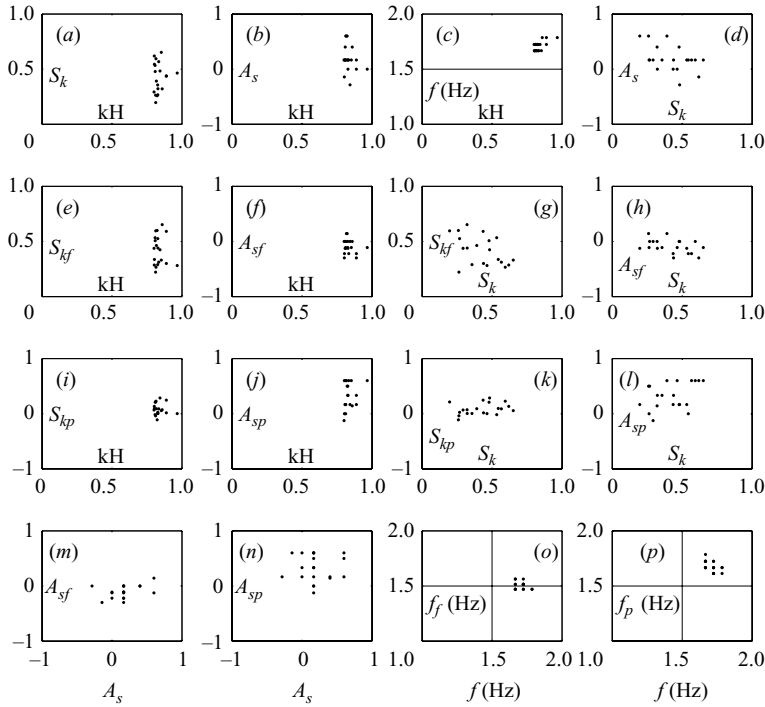 1.0 1 2.0 1
(a) (b) (c) (d)
S_k A_s A_s
0.5 0 1.5 0
f (Hz)
kH kH kH S_k
0 –1 1.0 –1
0 0.5 1.0 0 0.5 1.0 0 0.5 1.0 0 0.5 1.0
1.0 1 1.0 1
(e) (f) (g) (h)
S_kf A_sf S_kf A_sf
0.5 0 0.5 0
kH kH S_k S_k
0 –1 0 –1
0 0.5 1.0 0 0.5 1.0 0 0.5 1.0 0 0.5 1.0
1 1 1 1
(i) (j) (k) (l)
S_kp A_sp S_kp A_sp
0 0 0 0
kH kH S_k S_k
–1 –1 –1 –1
0 0.5 1.0 0 0.5 1.0 0 0.5 1.0 0 0.5 1.0
1 1 2.0 2.0
(m) (n) (o) (p)
A_sf A_sp f_f (Hz) f_p (Hz)
0 0 1.5 1.5
–1 –1
–1 0 1 –1 0 1 1.0 1.5 2.0 1.0 1.5 2.0
A_s A_s f (Hz) f (Hz)